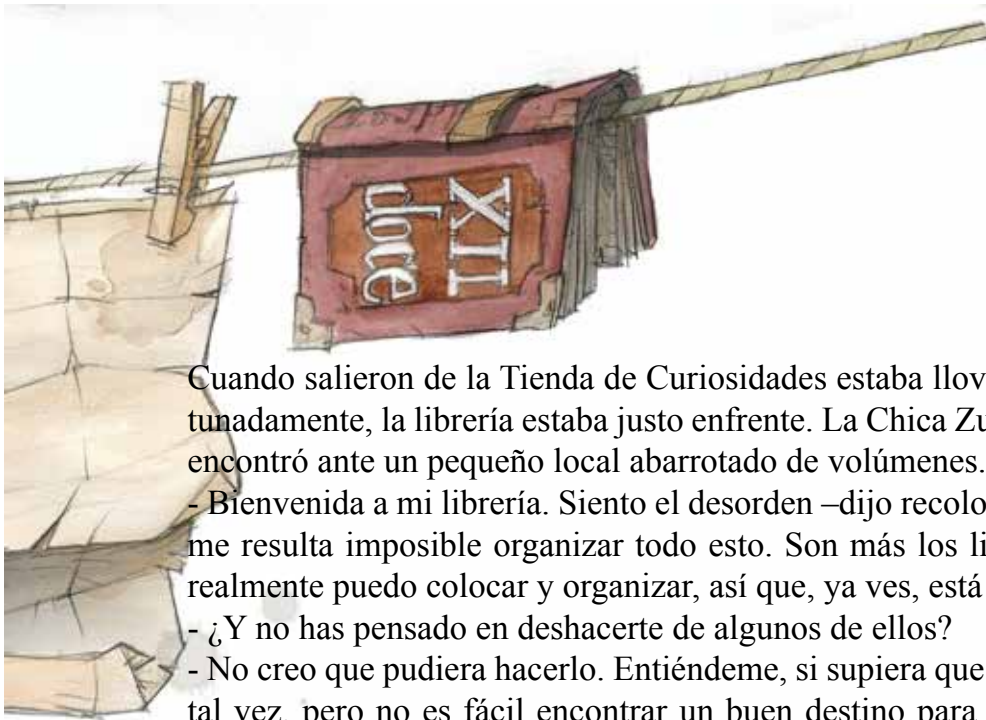 XII
doce
Cuando salieron de la Tienda de Curiosidades estaba llov
tunadamente, la librería estaba justo enfrente. La Chica Zu
encontró ante un pequeño local abarrotado de volúmenes.
- Bienvenida a mi librería. Siento el desorden –dijo recolo
me resulta imposible organizar todo esto. Son más los li
realmente puedo colocar y organizar, así que, ya ves, está
- ¿Y no has pensado en deshacerte de algunos de ellos?
- No creo que pudiera hacerlo. Entiéndeme, si supiera que
tal vez, pero no es fácil encontrar un buen destino para